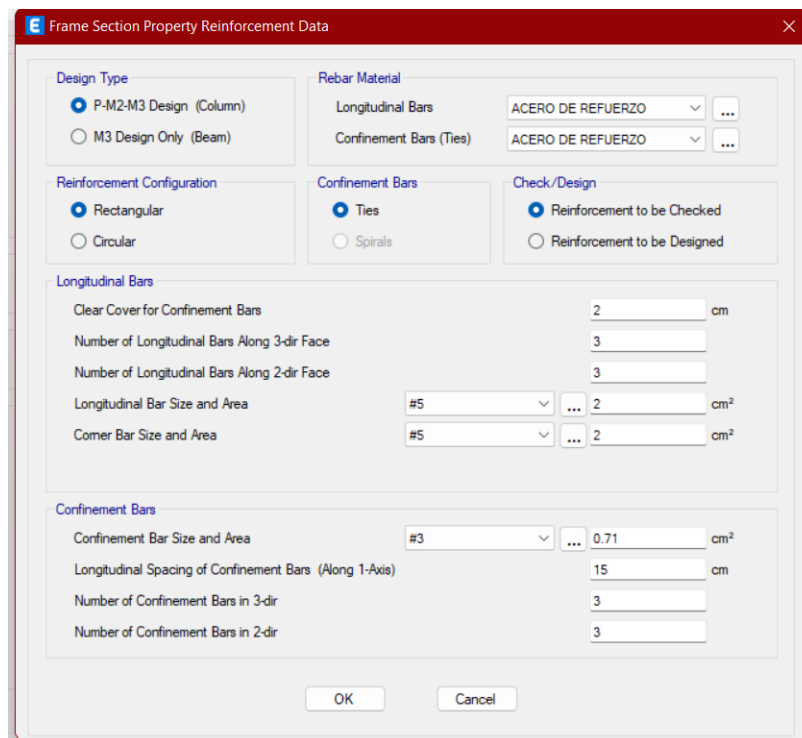 E Frame Section Property Reinforcement Data
Design Type
P-M2-M3 Design (Column)
M3 Design Only (Beam)
Rebar Material
Longitudinal Bars ACERO DE REFUERZO ...
Confinement Bars (Ties) ACERO DE REFUERZO ...
Reinforcement Configuration
Rectangular
Circular
Confinement Bars
Ties
Spirals
Check/Design
Reinforcement to be Checked
Reinforcement to be Designed
Longitudinal Bars
Clear Cover for Confinement Bars 2 cm
Number of Longitudinal Bars Along 3-dir Face 3
Number of Longitudinal Bars Along 2-dir Face 3
Longitudinal Bar Size and Area #5 ... 2 cm²
Corner Bar Size and Area #5 ... 2 cm²
Confinement Bars
Confinement Bar Size and Area #3 ... 0.71 cm²
Longitudinal Spacing of Confinement Bars (Along 1-Axis) 15 cm
Number of Confinement Bars in 3-dir 3
Number of Confinement Bars in 2-dir 3
OK Cancel